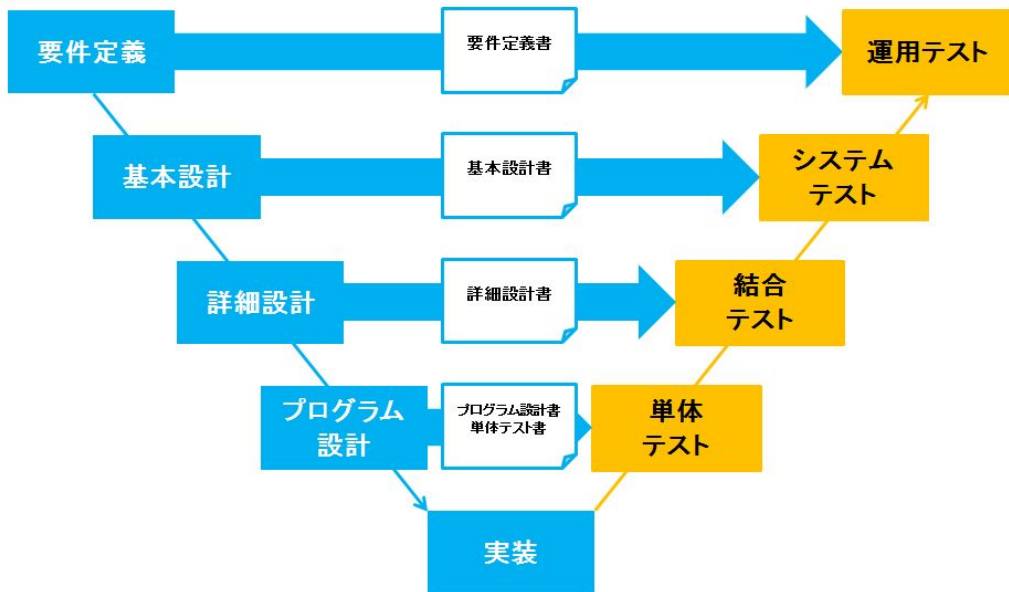 要件定義
要件定義書
運用テスト
基本設計
基本設計書
システム
テスト
詳細設計
詳細設計書
結合
テスト
プログラム
設計
プログラム設計書
単体テスト書
単体
テスト
実装